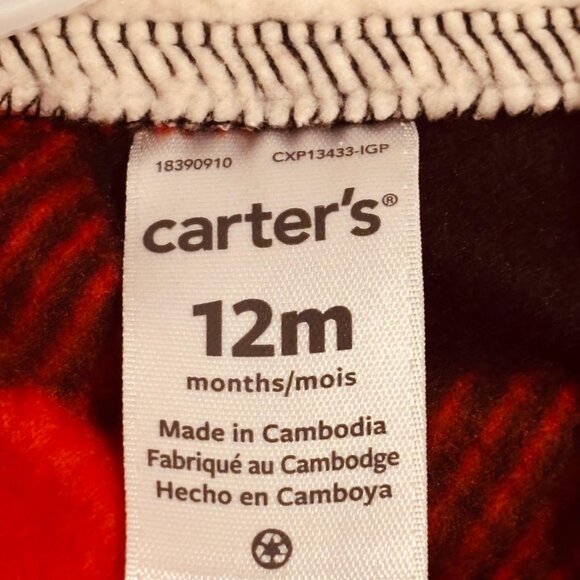 18390910 CXP13433-IGP
carter's®
12m
months/mois
Made in Cambodia
Fabriqué au Cambodge
Hecho en Camboya